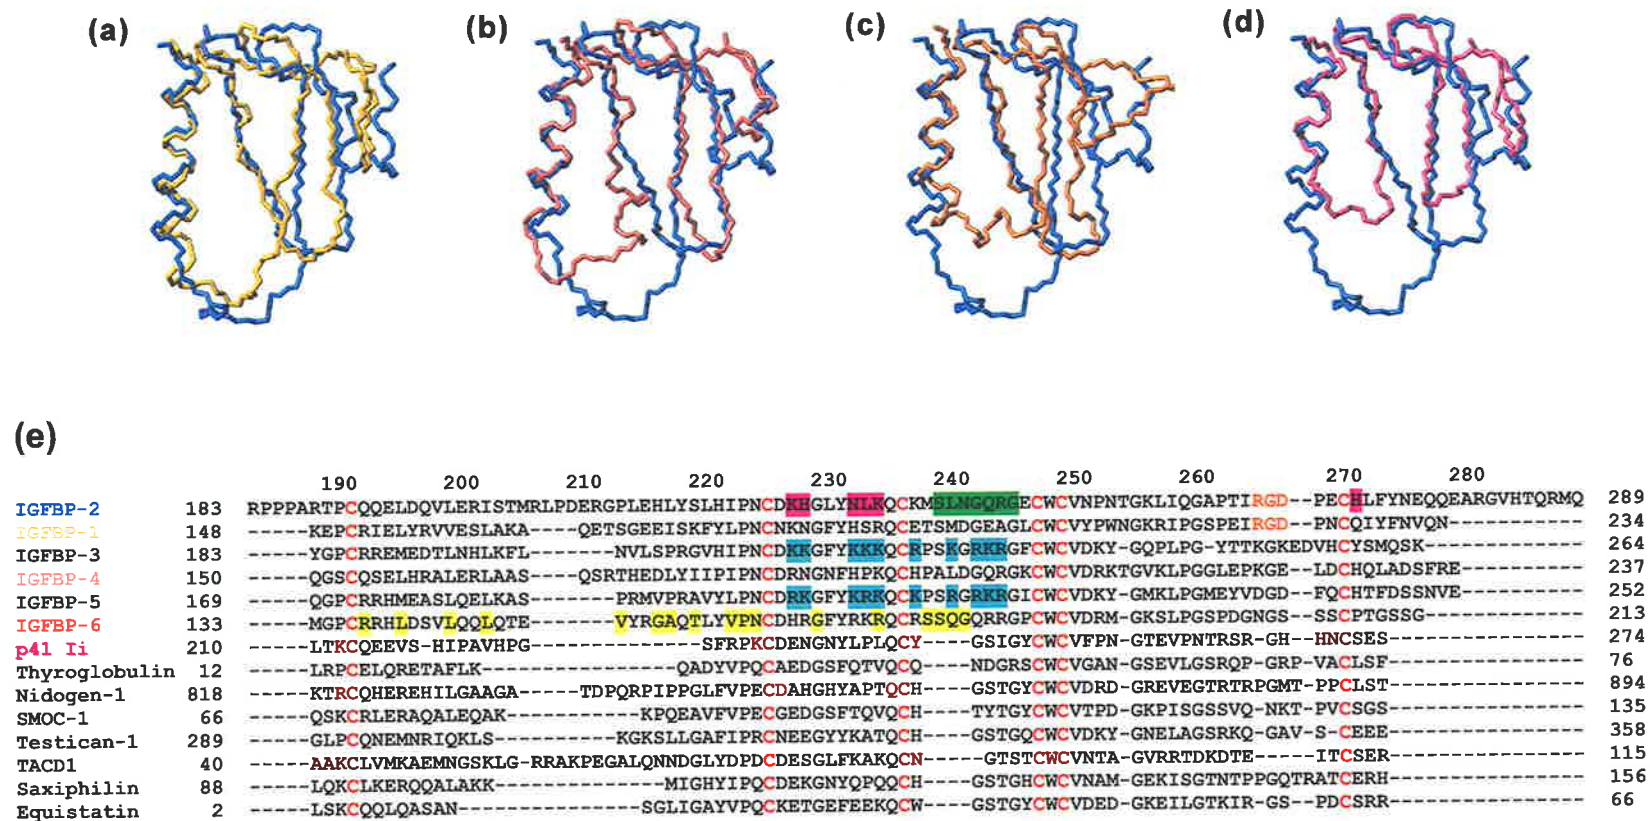 (a) (b) (c) (d)
(e)
190 200 210 220 230 240 250 260 270 280
IGFBP-2 183 RPPPARTPCQQELDQVLERISTMRLPDERGPLEHLYSLHIPNCDKHGLYNLKQCKMSLNGQRGECWCVNPNTGKLIQGAPTIRGD--PECHLFYNEQQEARGVHTQRMQ 289
IGFBP-1 148 -----KEPCRIELYRVVESLAKA----QETSGEEISKFYLPNCNKNGFYHSRQCETSMDGEAGLCWCVYPWNGKRIPGSPEIRGD--PNCQIYFNVQN----------- 234
IGFBP-3 183 -----YGPCRREMEDTLNHLKFL-------NVLSPRGVHIPNCDKKGFYKKKQCRPSKGRKRGFCWCVDKY-GQPLPG-YTTKGKEDVHCYSMQSK------------- 264
IGFBP-4 150 -----QGSCQSELHRALERLAAS----QSRTHEDLYIIPIPNCDRNGNFHPKQCHPALDGQRGKCWCVDRKTGVKLPGGLEPKGE--LDCHQLADSFRE---------- 237
IGFBP-5 169 -----QGPCRRHMEASLQELKAS-------PRMVPRAVYLPNCDRKGFYKRKQCKPSRGRKRGICWCVDKY-GMKLPGMEYVDGD--FQCHTFDSSNVE---------- 252
IGFBP-6 133 -----MGPCRRHLDSVLQQLQTE-------VYRGAQTLYVPNCDHRGFYRKRQCRSSQGQRRGPCWCVDRM-GKSLPGSPDGNGS--SSCPTGSSG------------- 213
p41 Ii 210 -----LTKCQEEVS-HIPAVHPG--------------SFRPKCDENGNYLPLQCY----GSIGYCWCVFPN-GTEVPNTRSR-GH--HNCSES---------------- 274
Thyroglobulin 12 -----LRPCELQRETAFLK------------QADYVPQCAEDGSFQTVQCQ----NDGRSCWCVGAN-GSEVLGSRQP-GRP-VACLSF---------------- 76
Nidogen-1 818 -----KTRCQHEREHILGAAGA-----TDPQRPIPPGLFVPECDAHGHYAPTQCH----GSTGYCWCVDRD-GREVEGTRTRPGMT-PPCLST---------------- 894
SMOC-1 66 -----QSKCRLERAQALEQAK-----------KPQEAVFVPECGEDGSFTQVQCH----TYTGYCWCVTPD-GKPISGSSVQ-NKT-PVCSGS---------------- 135
Testican-1 289 -----GLPCQNEMNRIQKLS----------KGKSLLGAFIPRCNEEGYYKATQCH----GSTGQCWCVDKY-GNELAGSRKQ-GAV-S-CEEE---------------- 358
TACD1 40 -----AAKCLVMKAEMNGSKLG-RRAKPEGALQNNDGLYDPDCDESGLFKAKQCN-----GTSTCWCVNTA-GVRRTDKDTE-----ITCSER---------------- 115
Saxiphilin 88 -----LQKCLKERQQALAKK--------------MIGHYIPQCDEKGNYQPQQCH----GSTGHCWCVNAM-GEKISGTNTPPGQTRATCERH---------------- 156
Equistatin 2 -----LSKCQQLQASAN---------------SGLIGAYVPQCKETGEFEEKQCW----GSTGYCWCVDED-GKEILGTKIR-GS--PDCSRR---------------- 66